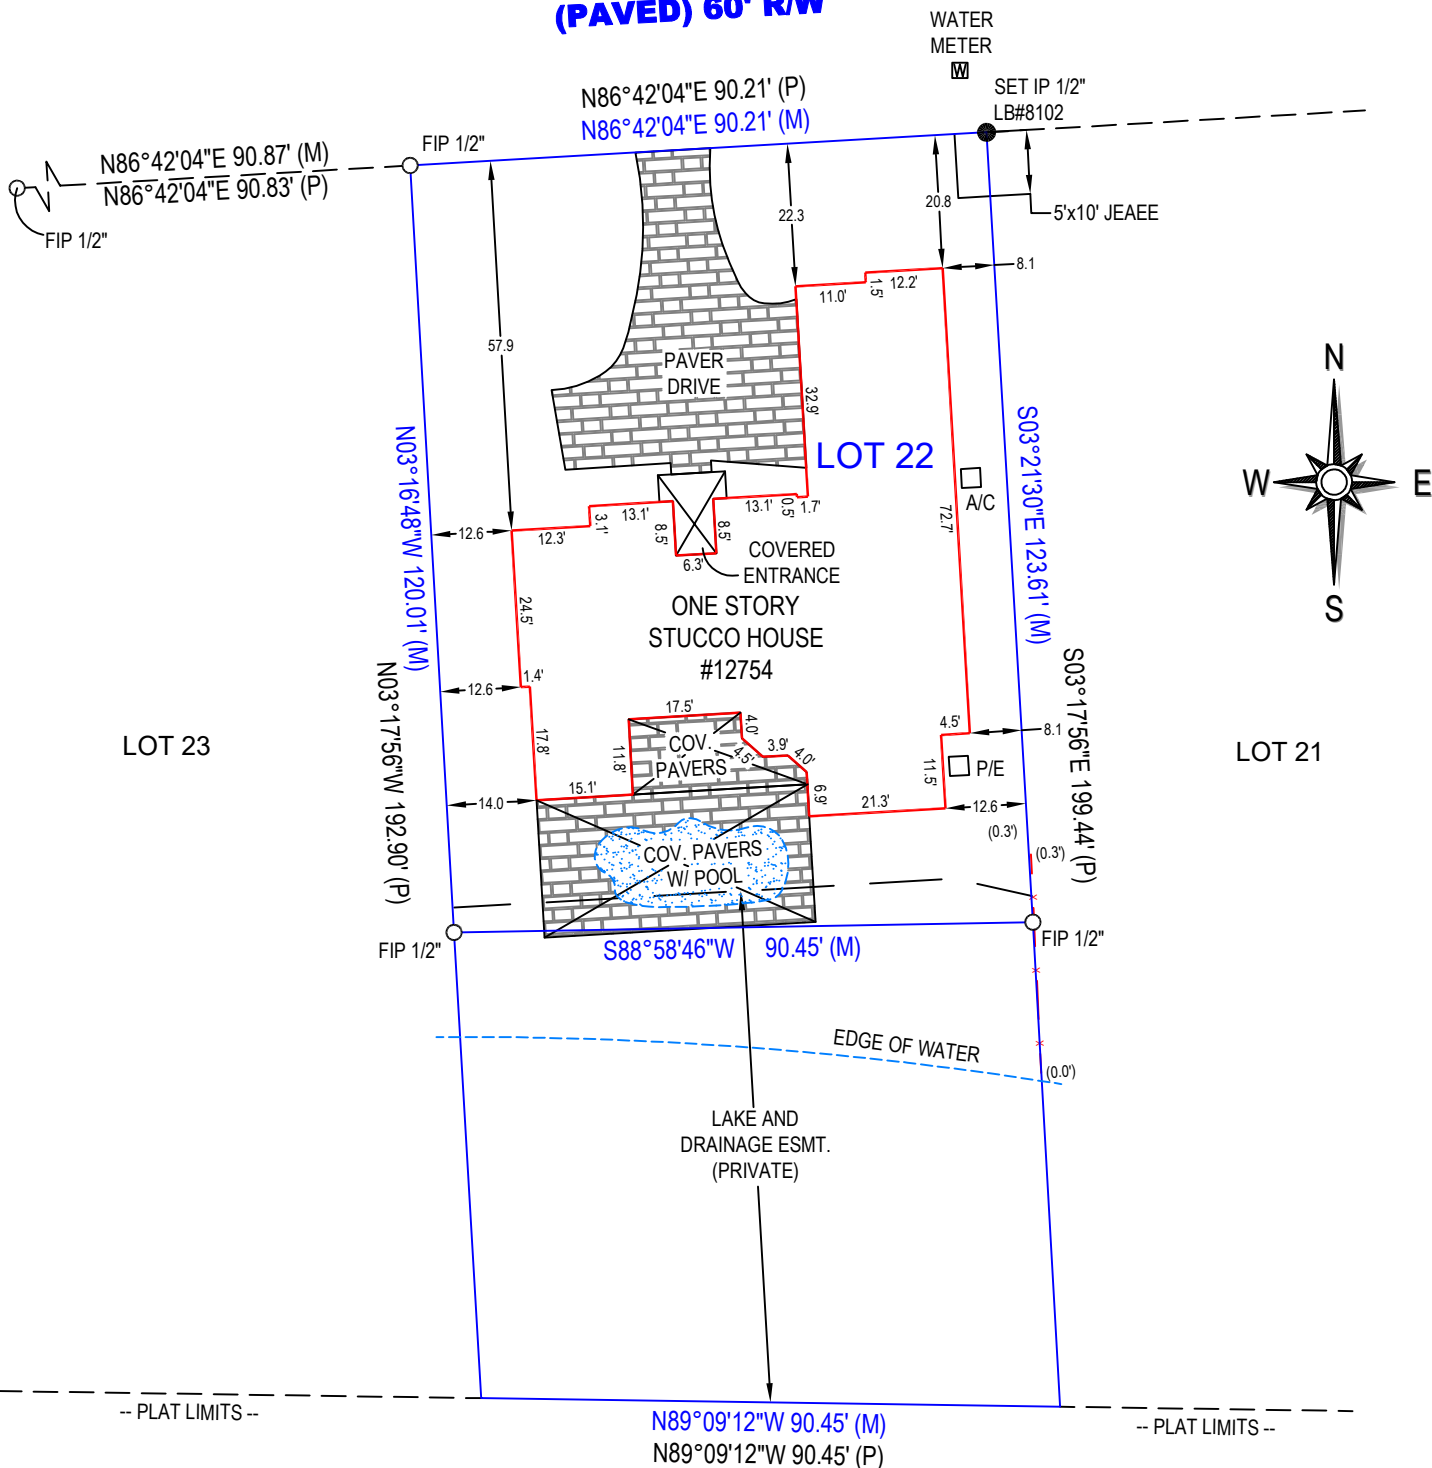 (PAVED) 60' R/W
WATER
METER
W
SET IP 1/2"
LB#8102
N86°42'04"E 90.21' (P)
N86°42'04"E 90.21' (M)
FIP 1/2"
N86°42'04"E 90.87' (M)
N86°42'04"E 90.83' (P)
FIP 1/2"
5'x10' JEAEE
22.3
20.8
8.1
11.0'
1.5'
12.2'
57.9
PAVER
DRIVE
32.9'
LOT 22
N
W
E
S
A/C
72.7'
S03°21'30"E 123.61' (M)
N03°16'48"W 120.01' (M)
12.6
12.3'
3.1'
13.1'
8.5'
6.3'
8.5'
13.1'
0.5'
1.7'
COVERED
ENTRANCE
ONE STORY
STUCCO HOUSE
#12754
24.5'
12.6
1.4'
N03°17'56"W 192.90' (P)
S03°17'56"E 199.44' (P)
17.5'
4.0'
4.5'
3.9'
4.0'
COV.
PAVERS
11.8'
17.8'
15.1'
6.9'
21.3'
4.5'
11.5'
8.1
P/E
LOT 23
LOT 21
14.0
12.6
(0.3')
(0.3')
COV. PAVERS
W/ POOL
FIP 1/2"
FIP 1/2"
S88°58'46"W 90.45' (M)
EDGE OF WATER
(0.0')
LAKE AND
DRAINAGE ESMT.
(PRIVATE)
-- PLAT LIMITS --
-- PLAT LIMITS --
N89°09'12"W 90.45' (M)
N89°09'12"W 90.45' (P)